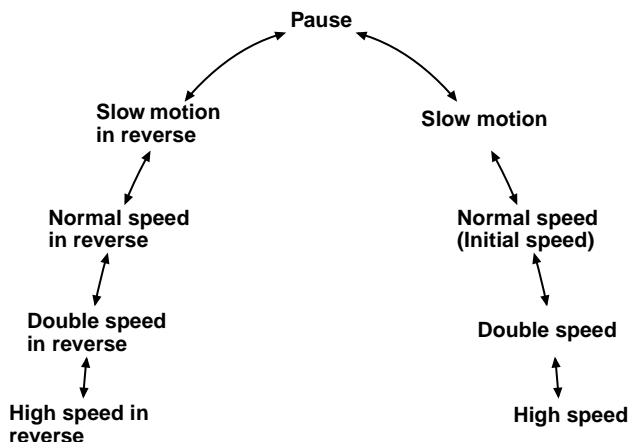 Pause
Slow motion
in reverse
Slow motion
Normal speed
in reverse
Normal speed
(Initial speed)
Double speed
in reverse
Double speed
High speed in
reverse
High speed